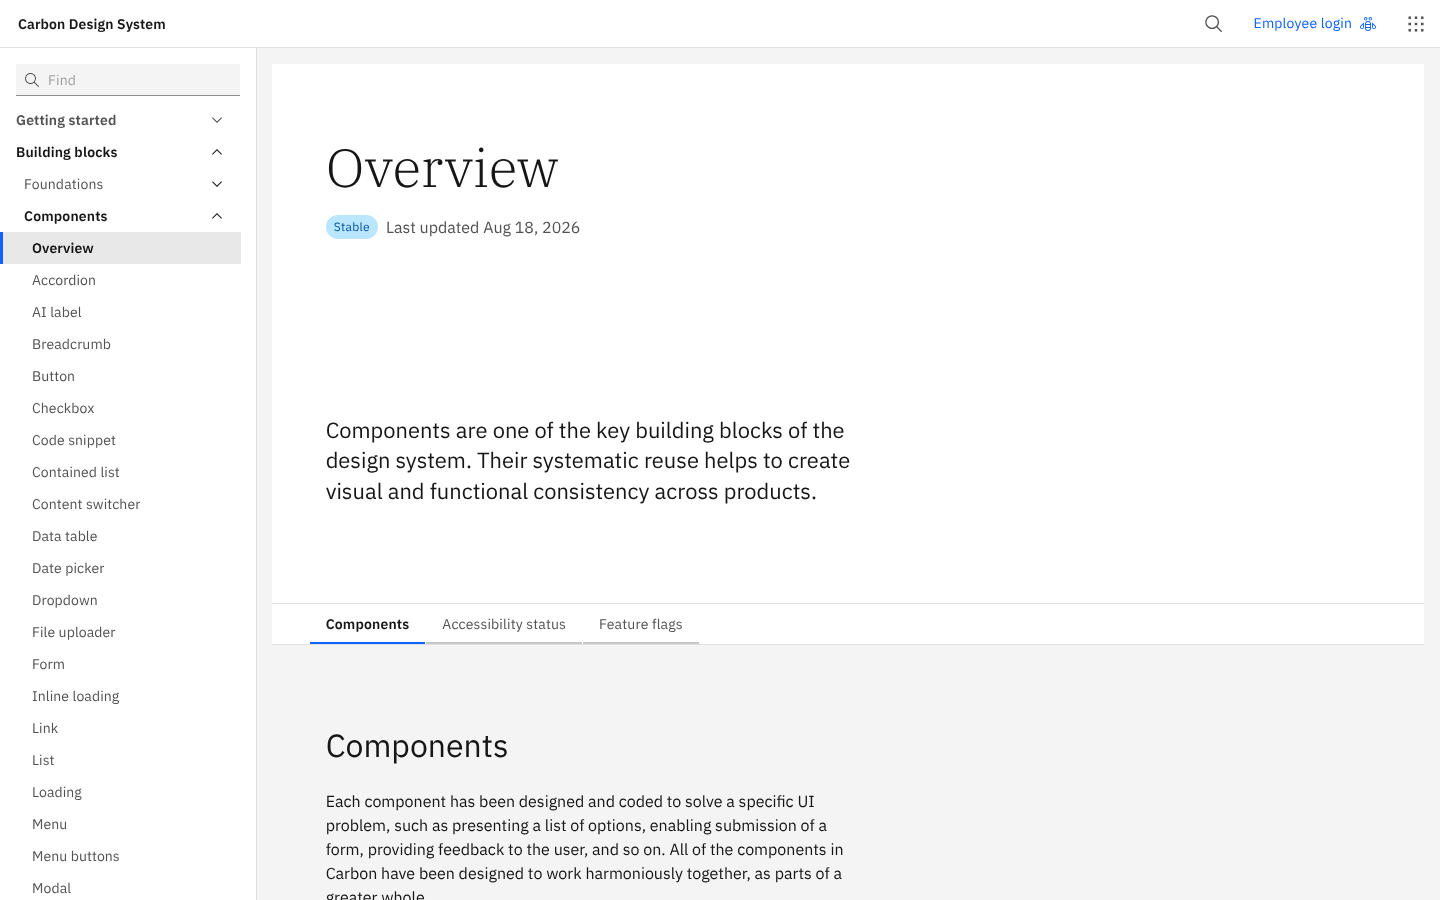 Carbon Design System
Employee login
Find
Getting started
Building blocks
Foundations
Components
Overview
Accordion
AI label
Breadcrumb
Button
Checkbox
Code snippet
Contained list
Content switcher
Data table
Date picker
Dropdown
File uploader
Form
Inline loading
Link
List
Loading
Menu
Menu buttons
Modal
Overview
Stable Last updated Aug 18, 2026
Components are one of the key building blocks of the
design system. Their systematic reuse helps to create
visual and functional consistency across products.
Components Accessibility status Feature flags
Components
Each component has been designed and coded to solve a specific UI
problem, such as presenting a list of options, enabling submission of a
form, providing feedback to the user, and so on. All of the components in
Carbon have been designed to work harmoniously together, as parts of a
greater whole.